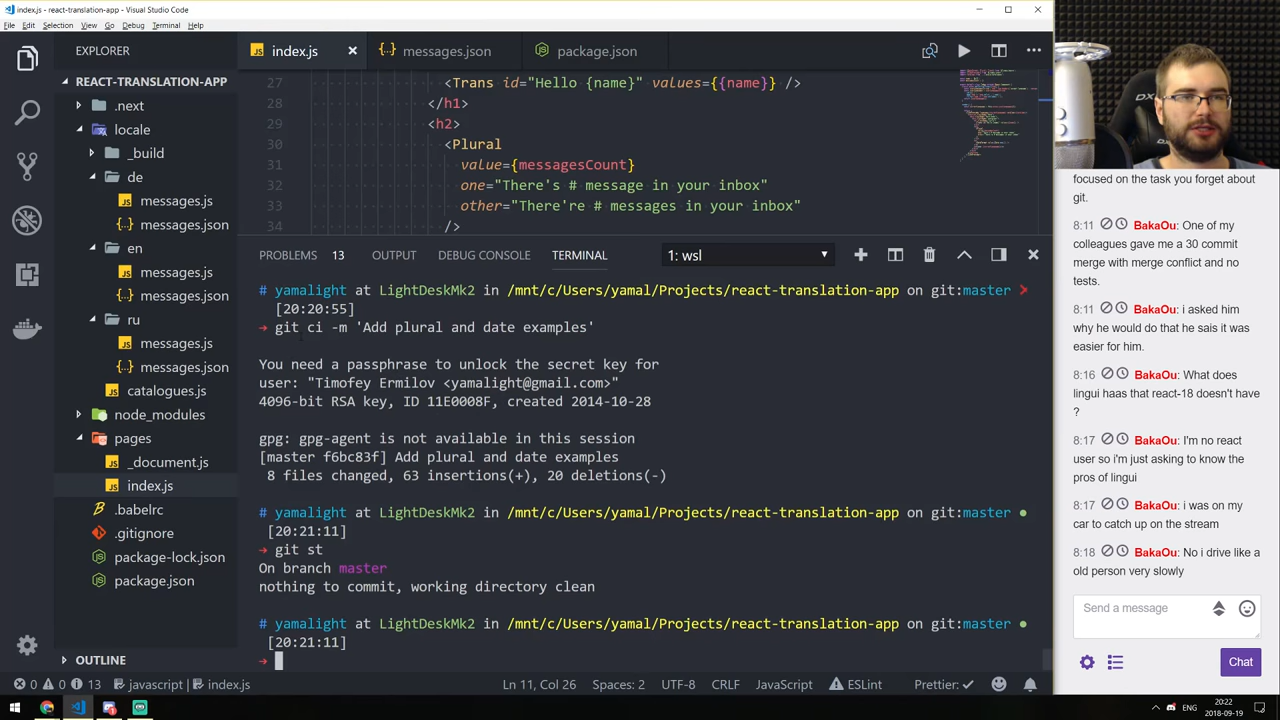 index.js - react-translation-app - Visual Studio Code
File Edit Selection View Go Debug Terminal Help
EXPLORER
REACT-TRANSLATION-APP
.next
locale
_build
de
messages.js
messages.json
en
messages.js
messages.json
ru
messages.js
messages.json
catalogues.js
node_modules
pages
_document.js
index.js
.babelrc
.gitignore
package-lock.json
package.json
OUTLINE
index.js
messages.json
package.json
27 <Trans id="Hello {name}" values={{name}} />
28 </h1>
29 <h2>
30 <Plural
31 value={messagesCount}
32 one="There's # message in your inbox"
33 other="There're # messages in your inbox"
34 />
PROBLEMS 13 OUTPUT DEBUG CONSOLE TERMINAL 1: wsl
# yamalight at LightDeskMk2 in /mnt/c/Users/yamal/Projects/react-translation-app on git:master
[20:20:55]
→ git ci -m 'Add plural and date examples'
You need a passphrase to unlock the secret key for
user: "Timofey Ermilov <yamalight@gmail.com>"
4096-bit RSA key, ID 11E0008F, created 2014-10-28
gpg: gpg-agent is not available in this session
[master f6bc83f] Add plural and date examples
8 files changed, 63 insertions(+), 20 deletions(-)
# yamalight at LightDeskMk2 in /mnt/c/Users/yamal/Projects/react-translation-app on git:master
[20:21:11]
→ git st
On branch master
nothing to commit, working directory clean
# yamalight at LightDeskMk2 in /mnt/c/Users/yamal/Projects/react-translation-app on git:master
[20:21:11]
→
0 0 13 javascript index.js Ln 11, Col 26 Spaces: 2 UTF-8 CRLF JavaScript ESLint Prettier: ✓
DX
focused on the task you forget about
git.
8:11 BakaOu: One of my
colleagues gave me a 30 commit
merge with merge conflict and no
tests.
8:11 BakaOu: i asked him
why he would do that he sais it was
easier for him.
8:16 BakaOu: What does
lingui haas that react-18 doesn't have
?
8:17 BakaOu: I'm no react
user so i'm just asking to know the
pros of lingui
8:17 BakaOu: i was on my
car to catch up on the stream
8:18 BakaOu: No i drive like a
old person very slowly
Send a message
Chat
ENG
20:22
2018-09-19